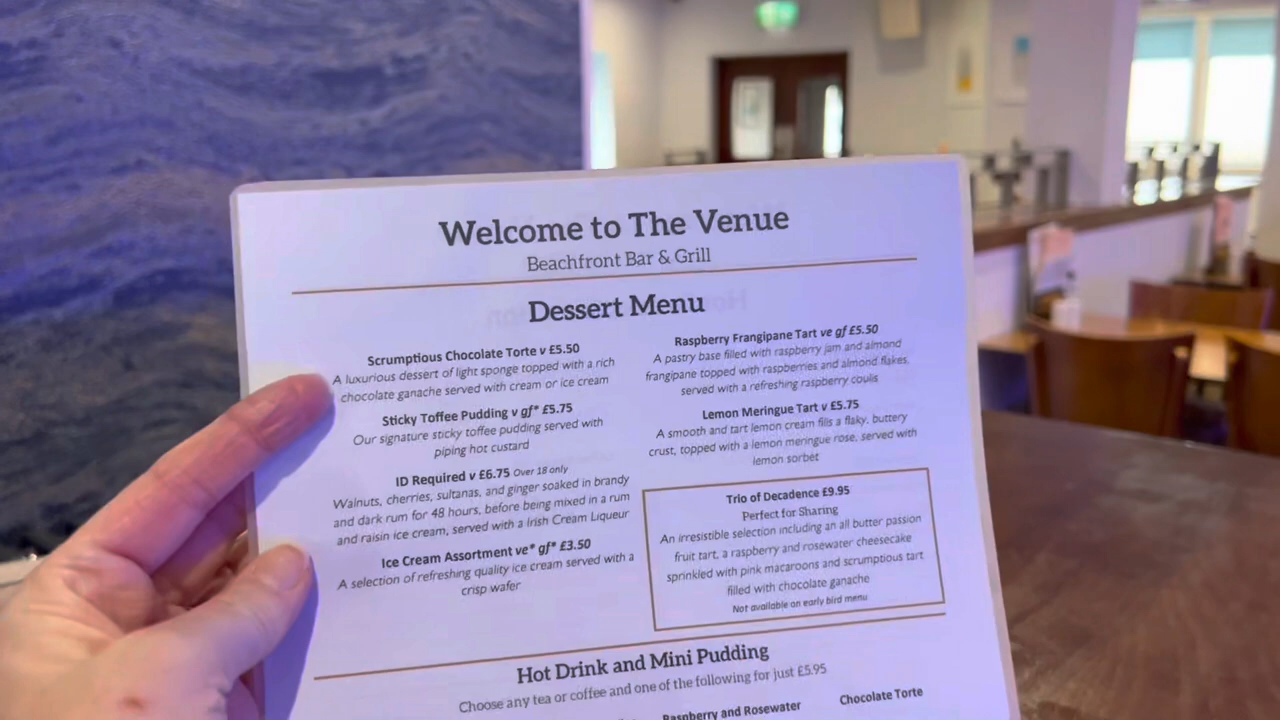 Welcome to The Venue
Beachfront Bar & Grill
Dessert Menu
Scrumptious Chocolate Torte v £5.50
A luxurious dessert of light sponge topped with a rich
chocolate ganache served with cream or ice cream
Sticky Toffee Pudding v gf* £5.75
Our signature sticky toffee pudding served with
piping hot custard
ID Required v £6.75 Over 18 only
Walnuts, cherries, sultanas, and ginger soaked in brandy
and dark rum for 48 hours, before being mixed in a rum
and raisin ice cream, served with a Irish Cream Liqueur
Ice Cream Assortment ve* gf* £3.50
A selection of refreshing quality ice cream served with a
crisp wafer
Raspberry Frangipane Tart ve gf £5.50
A pastry base filled with raspberry jam and almond
frangipane topped with raspberries and almond flakes,
served with a refreshing raspberry coulis
Lemon Meringue Tart v £5.75
A smooth and tart lemon cream fills a flaky, buttery
crust, topped with a lemon meringue rose, served with
lemon sorbet
Trio of Decadence £9.95
Perfect for Sharing
An irresistible selection including an all butter passion
fruit tart, a raspberry and rosewater cheesecake
sprinkled with pink macaroons and scrumptious tart
filled with chocolate ganache
Not available on early bird menu
Hot Drink and Mini Pudding
Choose any tea or coffee and one of the following for just £5.95
Raspberry and Rosewater
Chocolate Torte